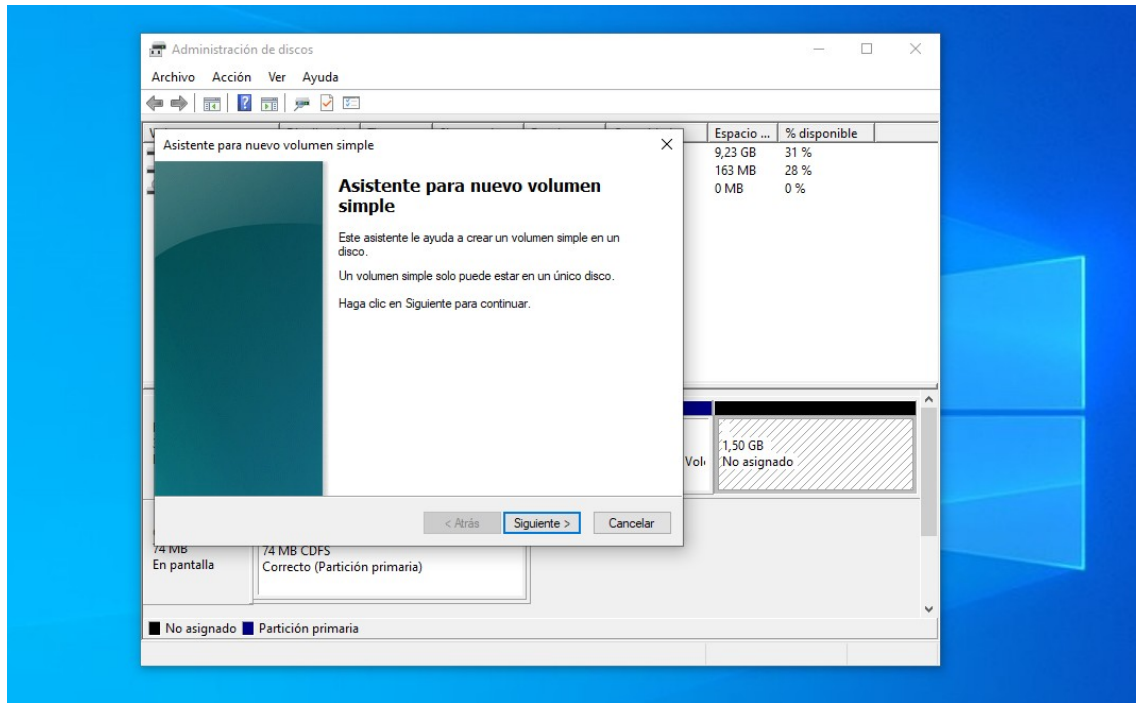 Administración de discos
Archivo Acción Ver Ayuda
Espacio ... % disponible
9,23 GB 31 %
163 MB 28 %
0 MB 0 %
Asistente para nuevo volumen simple
Asistente para nuevo volumen
simple
Este asistente le ayuda a crear un volumen simple en un
disco.
Un volumen simple solo puede estar en un único disco.
Haga clic en Siguiente para continuar.
< Atrás Siguiente > Cancelar
1,50 GB
No asignado
74 MB
En pantalla
74 MB CDFS
Correcto (Partición primaria)
No asignado Partición primaria